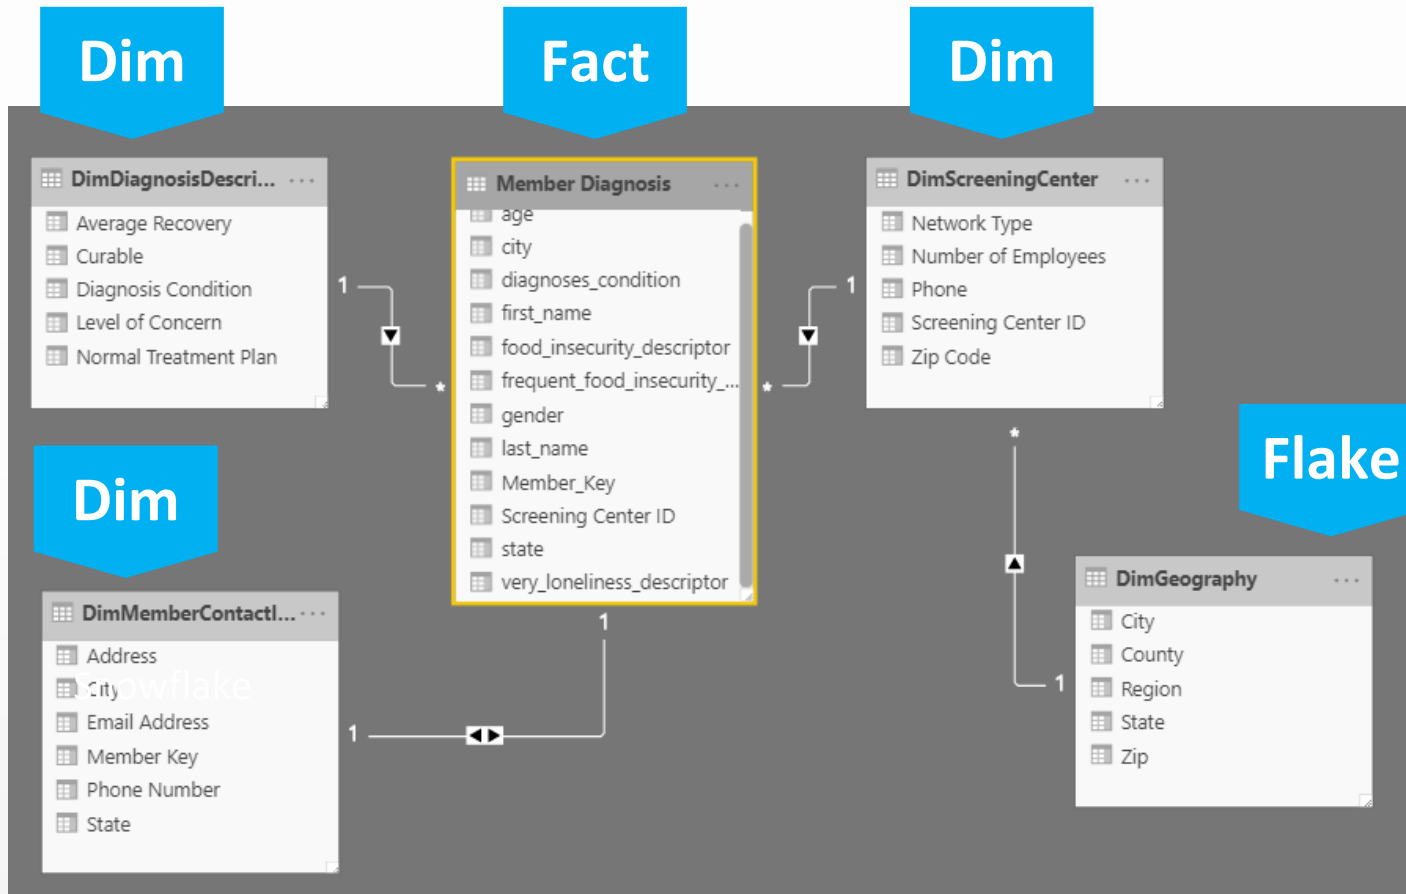 Dim
Fact
Dim
DimDiagnosisDescri... ...
Average Recovery
Curable
Diagnosis Condition
Level of Concern
Normal Treatment Plan
Member Diagnosis ...
age
city
diagnoses_condition
first_name
food_insecurity_descriptor
frequent_food_insecurity_...
gender
last_name
Member_Key
Screening Center ID
state
very_loneliness_descriptor
DimScreeningCenter ...
Network Type
Number of Employees
Phone
Screening Center ID
Zip Code
1
*
*
1
Dim
DimMemberContactI... ...
Address
City
Email Address
Member Key
Phone Number
State
Snowflake
1
1
*
1
Flake
DimGeography ...
City
County
Region
State
Zip